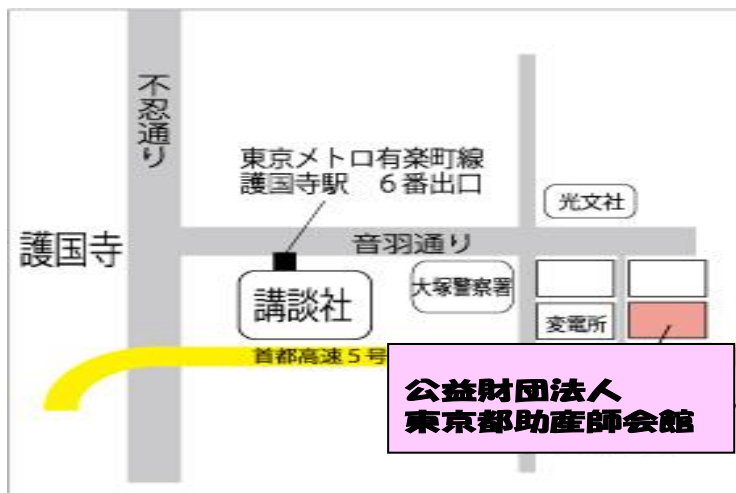 不忍通り
東京メトロ有楽町線
護国寺駅 6番出口
光文社
護国寺
音羽通り
講談社
大塚警察署
変電所
首都高速5号
公益財団法人
東京都助産師会館